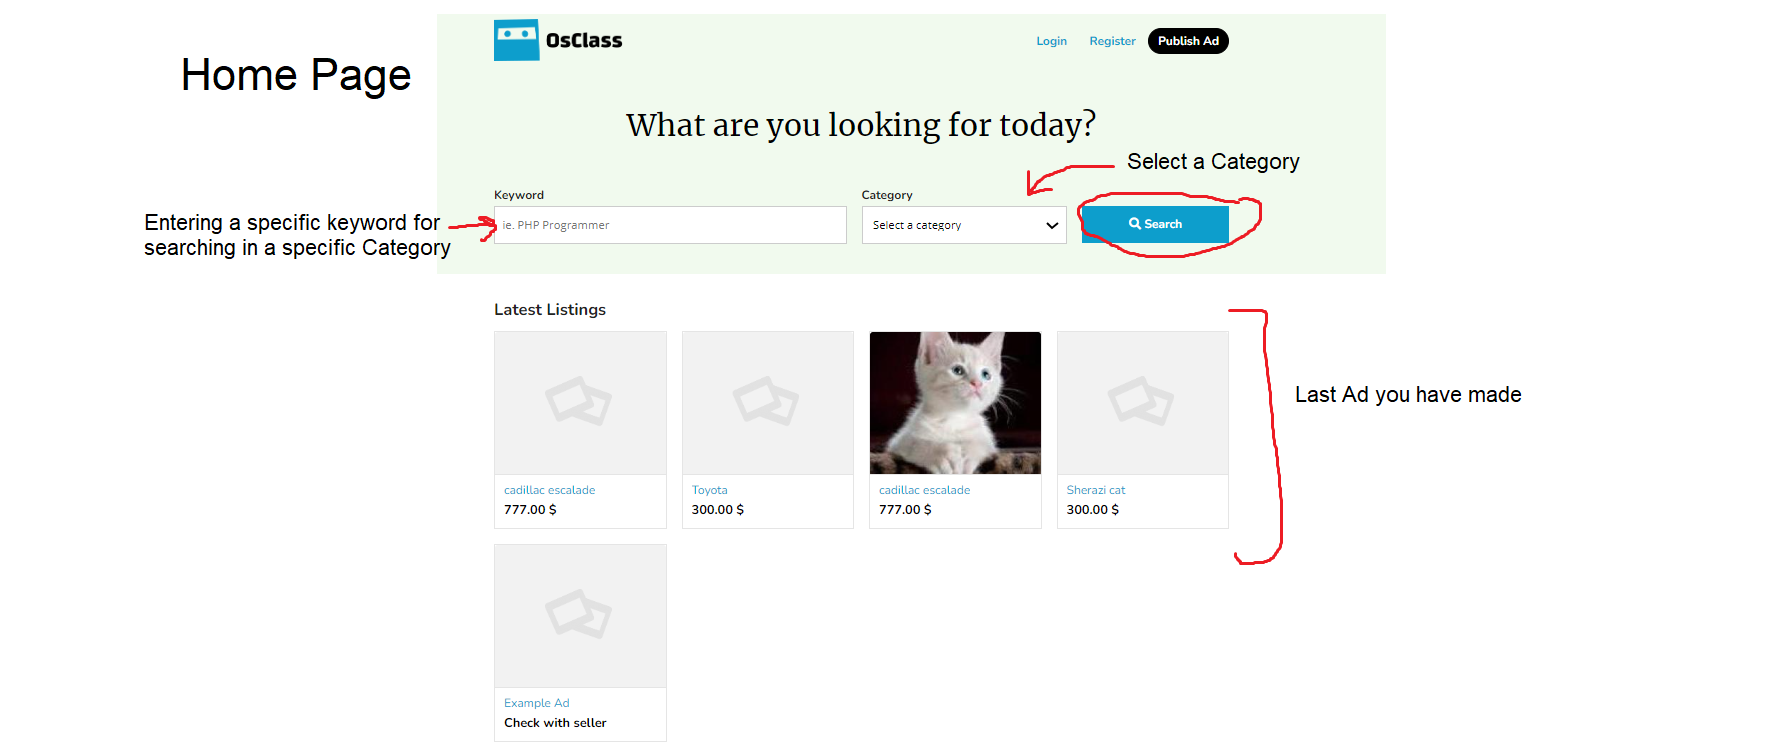 OsClass
Login Register Publish Ad
Home Page
What are you looking for today?
Select a Category
Keyword
Category
Entering a specific keyword for
searching in a specific Category
ie. PHP Programmer
Select a category
Search
Latest Listings
Last Ad you have made
cadillac escalade
777.00 $
Toyota
300.00 $
cadillac escalade
777.00 $
Sherazi cat
300.00 $
Example Ad
Check with seller